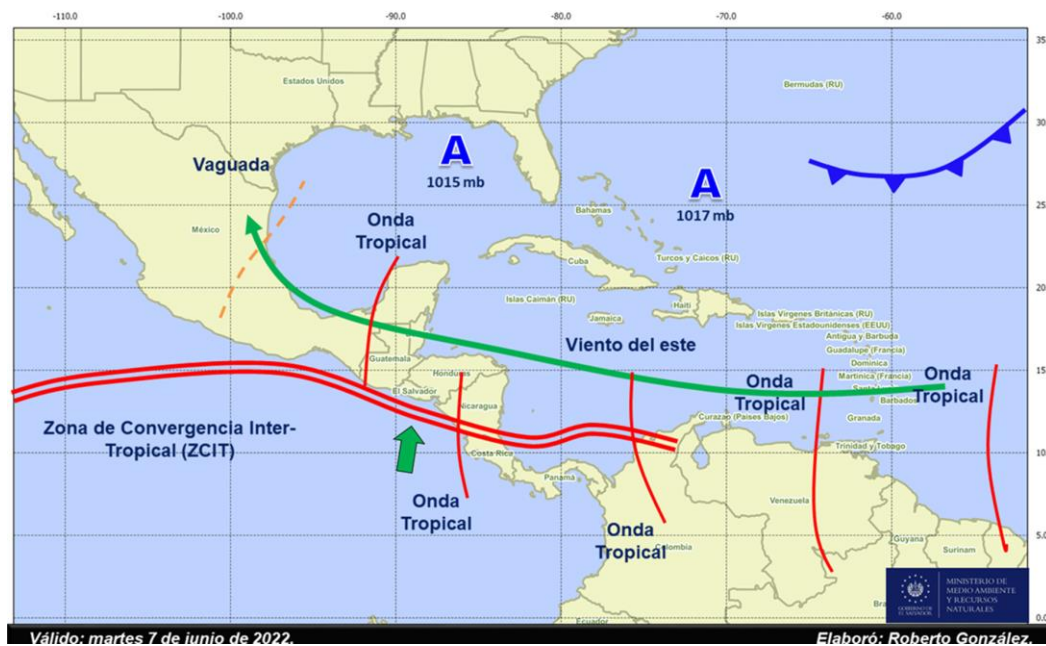 -110.0
-100.0
-90.0
-80.0
-70.0
-60.0
35
30
25
20
15
10
5.0
0.0
Estados Unidos
Bermudas (RU)
Vaguada
A
1015 mb
A
1017 mb
Onda
Tropical
México
Bahamas
Cuba
Turcos y Caicos (RU)
Islas Caimán (RU)
Jamaica
Haití
Islas Vírgenes Británicas (RU)
Islas Vírgenes Estadounidenses (EEUU)
Antigua y Barbuda
Guadalupe (Francia)
Dominica
Martinica (Francia)
Barbados
Granada
Trinidad y Tobago
Viento del este
Guatemala
Honduras
El Salvador
Nicaragua
Costa Rica
Panamá
Curazao (Países Bajos)
Onda
Tropical
Onda
Tropical
Zona de Convergencia Inter-
Tropical (ZCIT)
Onda
Tropical
Onda
Tropical
Venezuela
Colombia
Guyana
Surinam
Ecuador
GOBIERNO DE
EL SALVADOR
MINISTERIO DE
MEDIO AMBIENTE
Y RECURSOS
NATURALES
Válido: martes 7 de junio de 2022.
Elaboró: Roberto González.